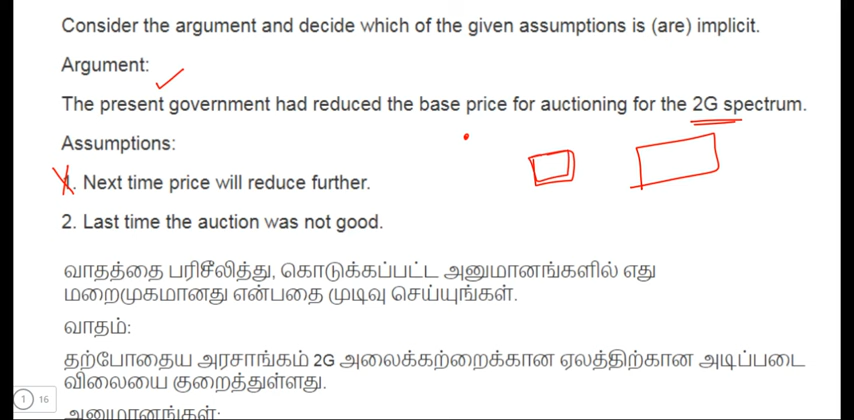 Consider the argument and decide which of the given assumptions is (are) implicit.
Argument:
The present government had reduced the base price for auctioning for the 2G spectrum.
Assumptions:
1. Next time price will reduce further.
2. Last time the auction was not good.
வாதத்தை பரிசீலித்து, கொடுக்கப்பட்ட அனுமானங்களில் எது
மறைமுகமானது என்பதை முடிவு செய்யுங்கள்.
வாதம்:
தற்போதைய அரசாங்கம் 2G அலைக்கற்றைக்கான ஏலத்திற்கான அடிப்படை
விலையை குறைத்துள்ளது.
1 16
அனுமானங்கள்: